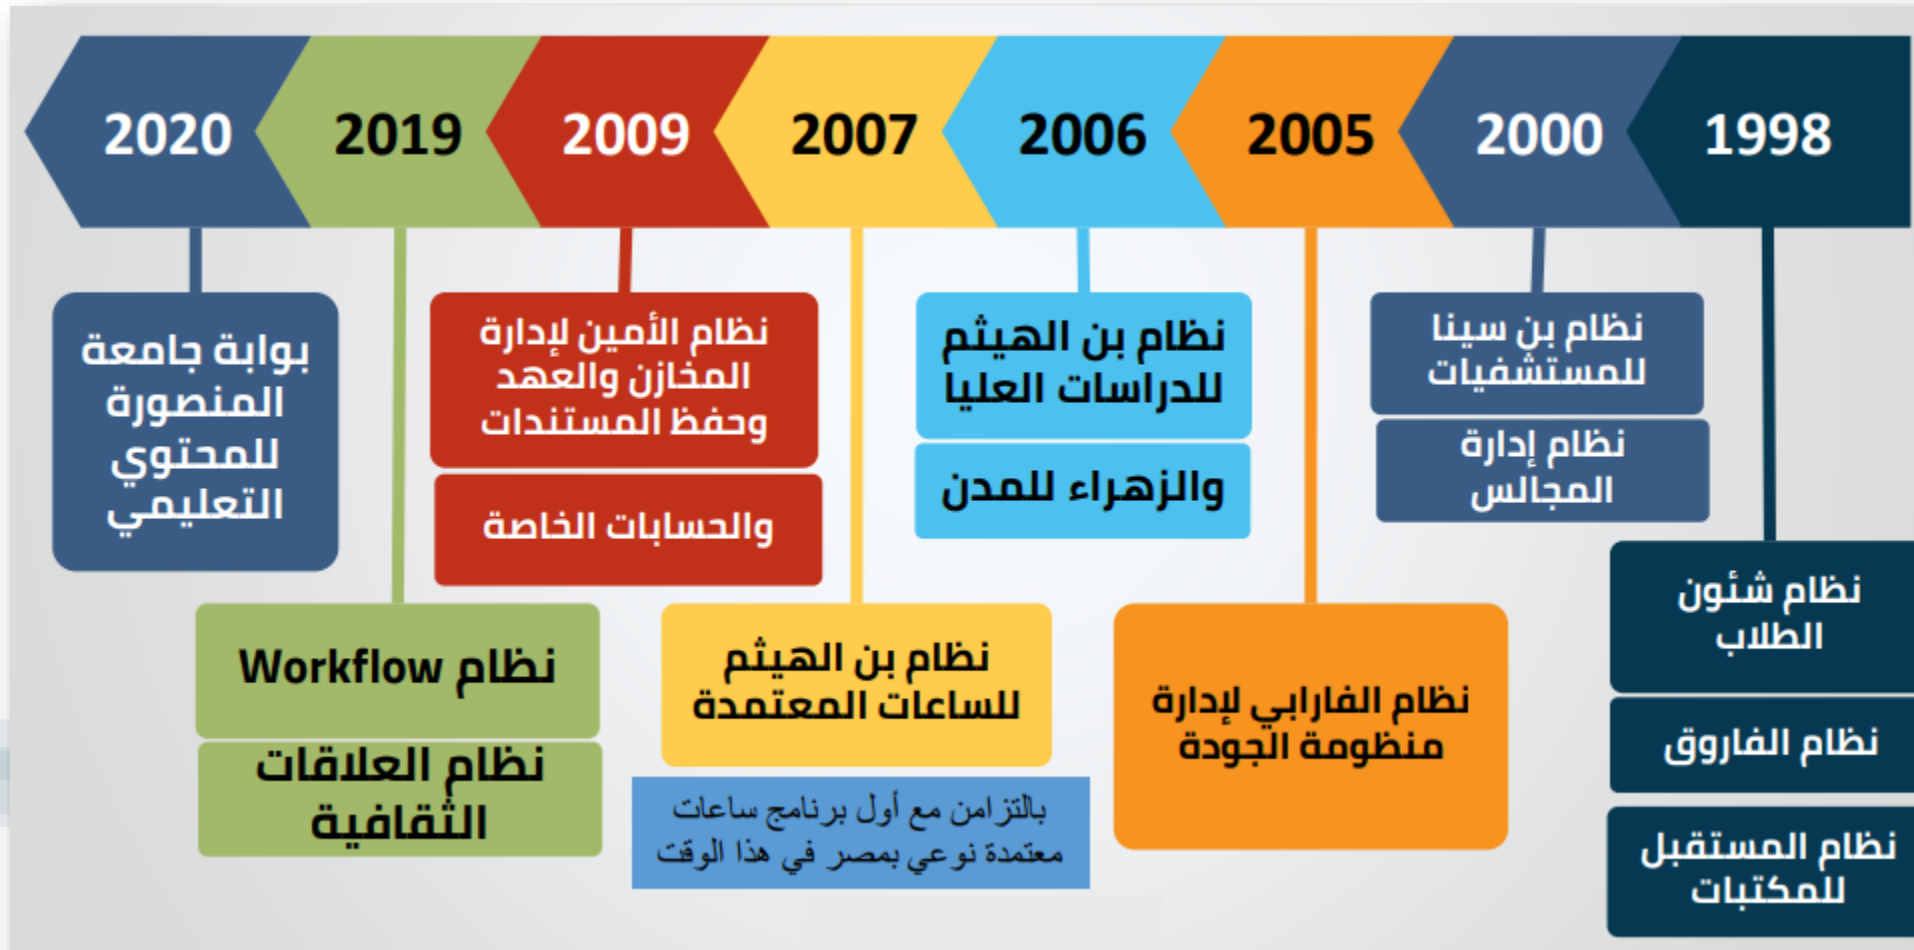 1998
2000
2005
2006
2007
2009
2019
2020
نظام شئون
الطلاب
نظام الفاروق
نظام المستقبل
للمكتبات
نظام بن سينا
للمستشفيات
نظام إدارة
المجالس
نظام الفارابي لإدارة
منظومة الجودة
نظام بن الهيثم
للدراسات العليا
والزهراء للمدن
نظام بن الهيثم
للساعات المعتمدة
بالتزامن مع أول برنامج ساعات
معتمدة نوعي بمصر في هذا الوقت
نظام الأمين لإدارة
المخازن والعهد
وحفظ المستندات
والحسابات الخاصة
نظام Workflow
نظام العلاقات
الثقافية
بوابة جامعة
المنصورة
للمحتوي
التعليمي